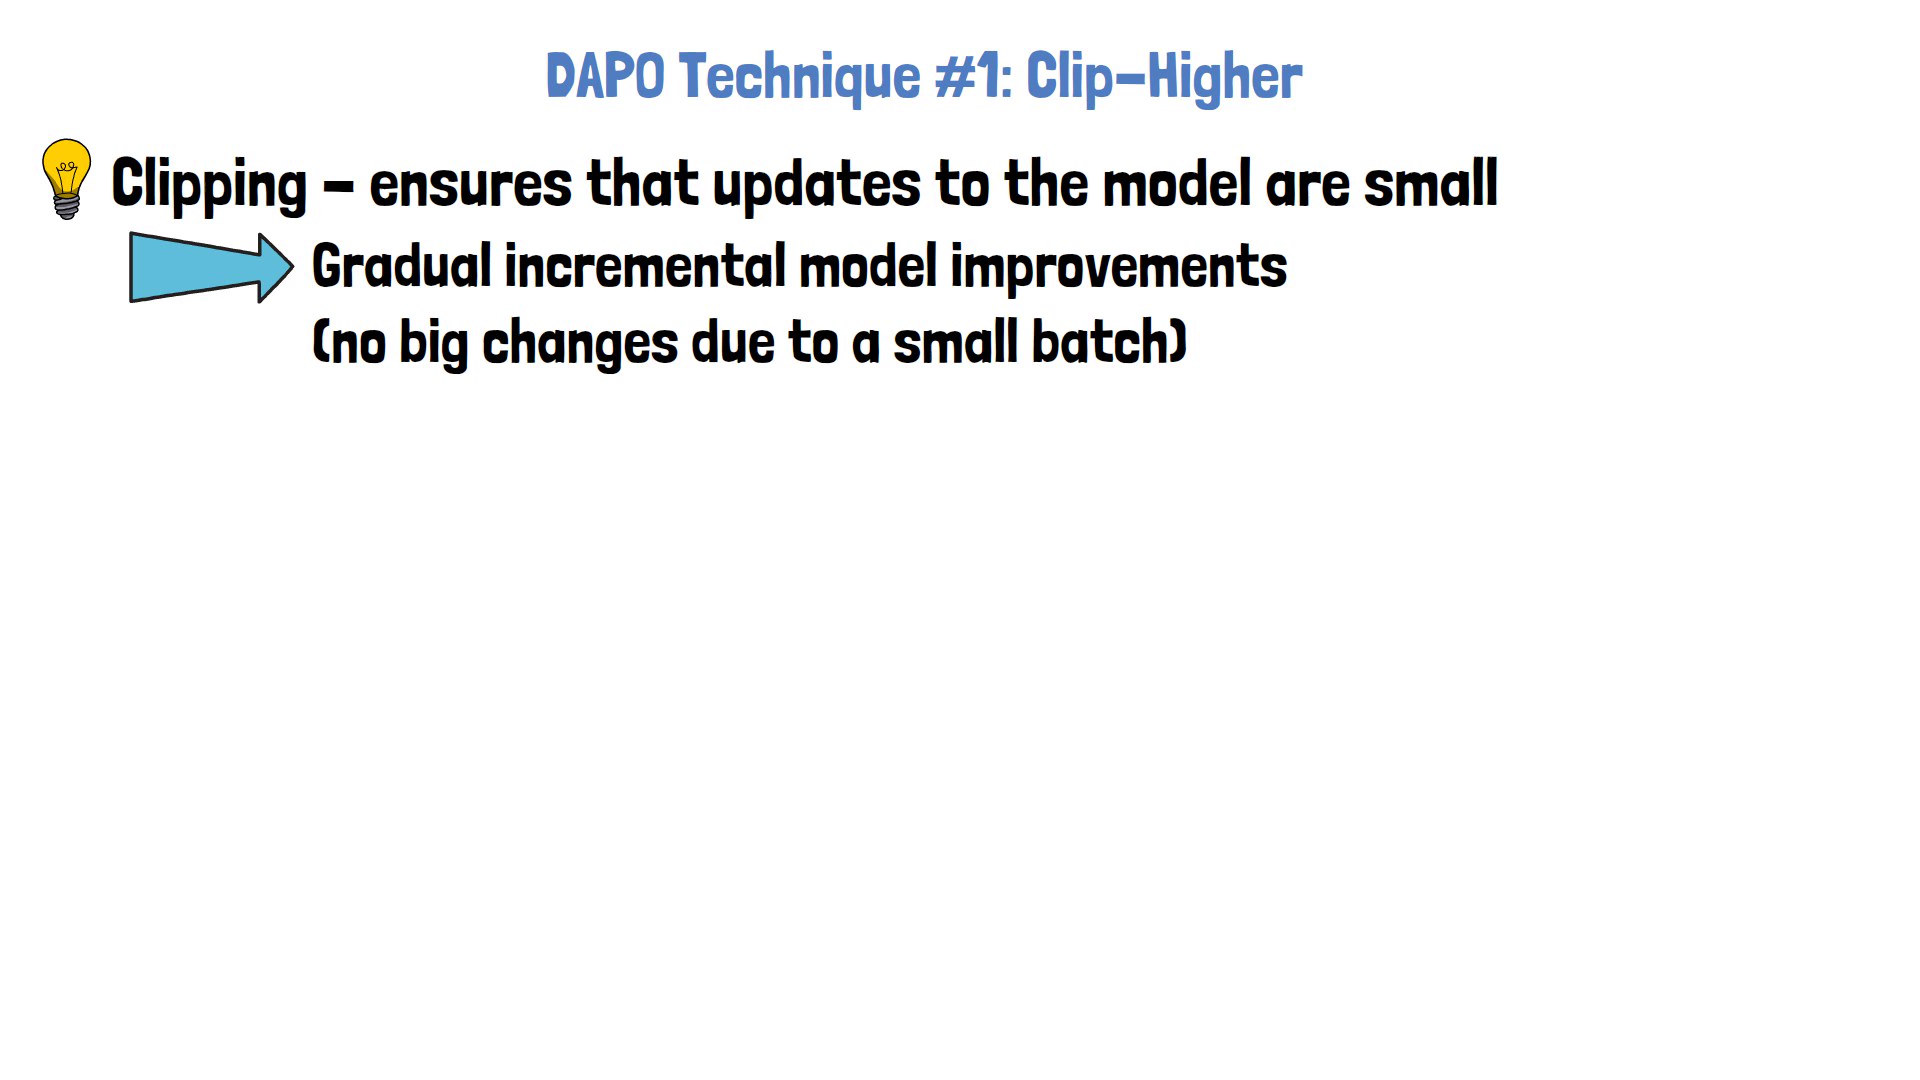 DAPO Technique #1: Clip-Higher
Clipping - ensures that updates to the model are small
Gradual incremental model improvements
(no big changes due to a small batch)